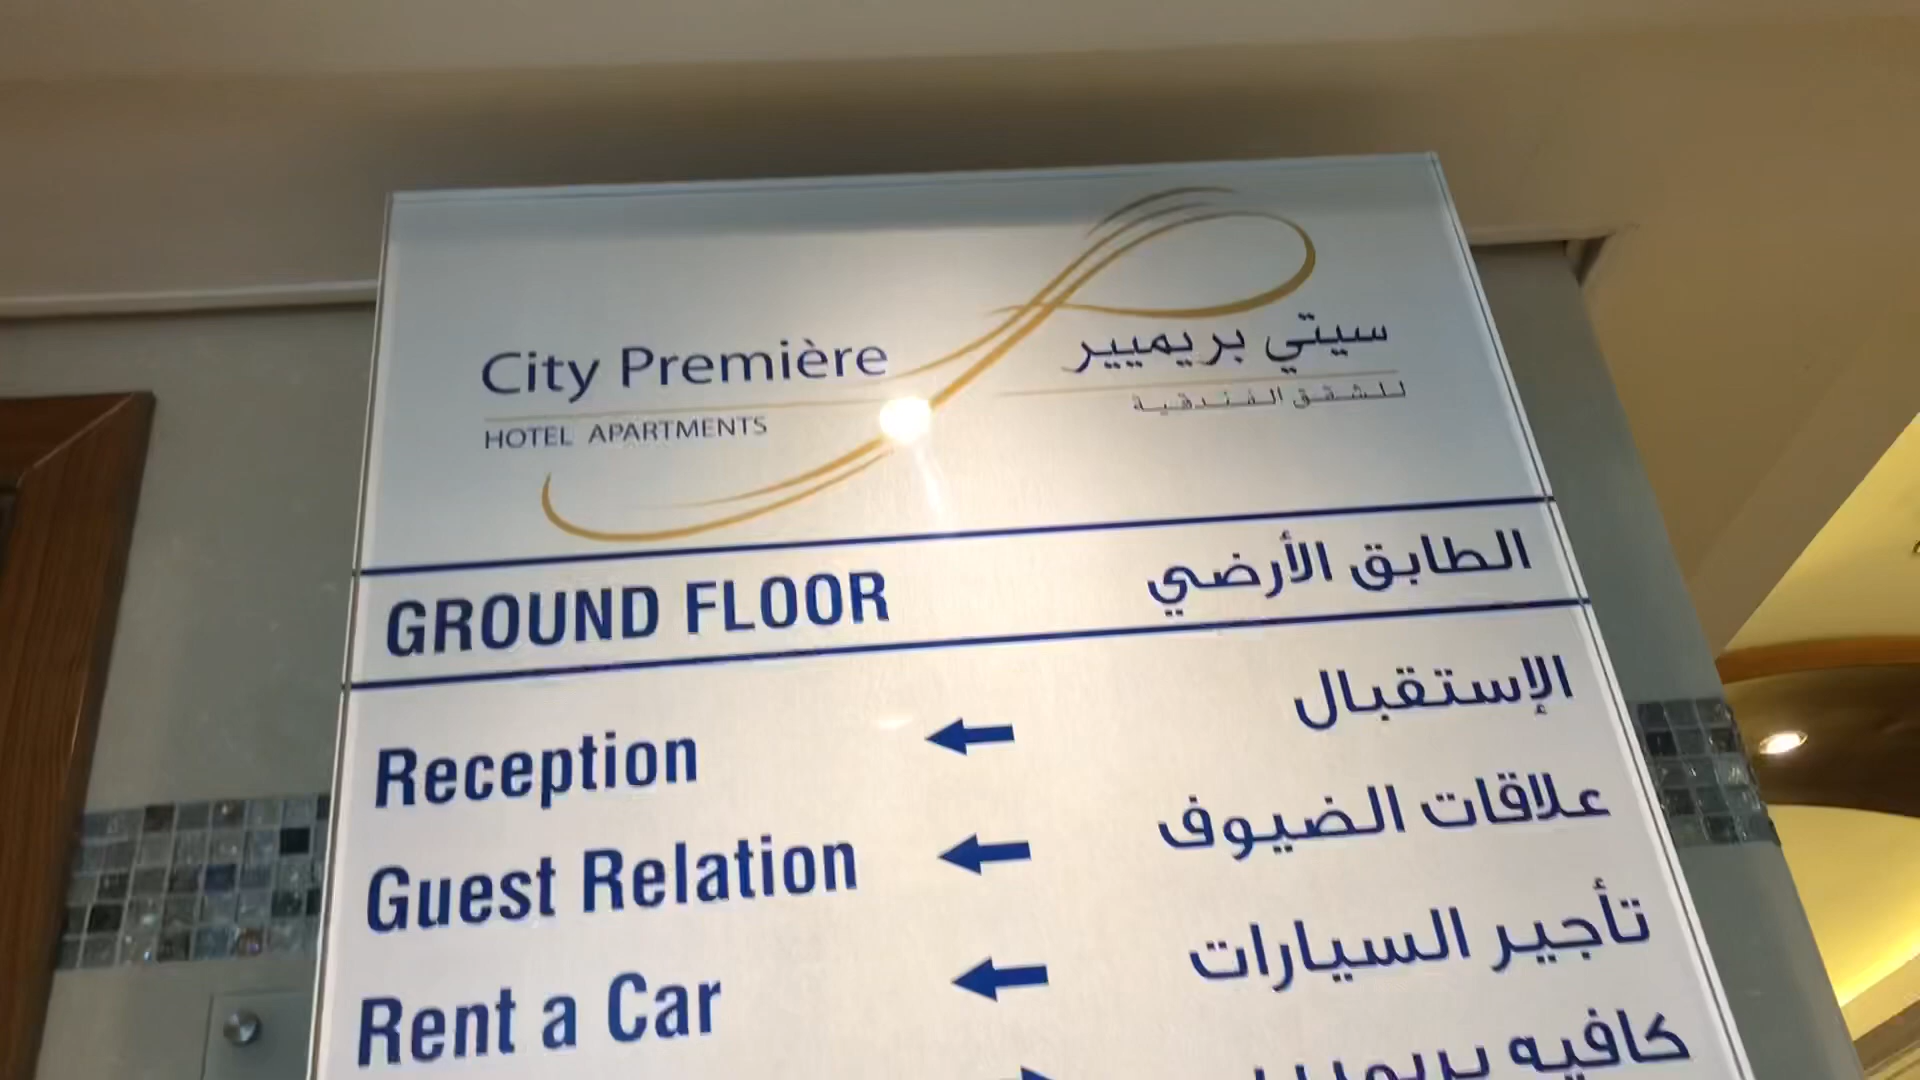 City Première
سيتي بريميير
HOTEL APARTMENTS
للشقق الفندقية
GROUND FLOOR
الطابق الأرضي
Reception
الإستقبال
Guest Relation
علاقات الضيوف
Rent a Car
تأجير السيارات
كافيه بريميير